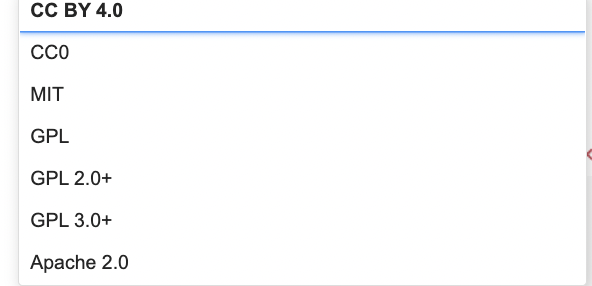 CC BY 4.0
CC0
MIT
GPL
GPL 2.0+
GPL 3.0+
Apache 2.0